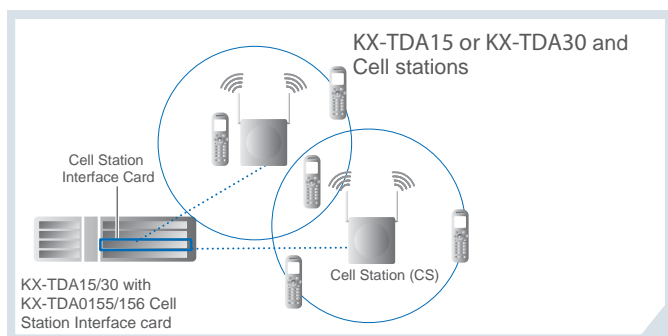 KX-TDA15 or KX-TDA30 and
Cell stations
Cell Station
Interface Card
Cell Station (CS)
KX-TDA15/30 with
KX-TDA0155/156 Cell
Station Interface card